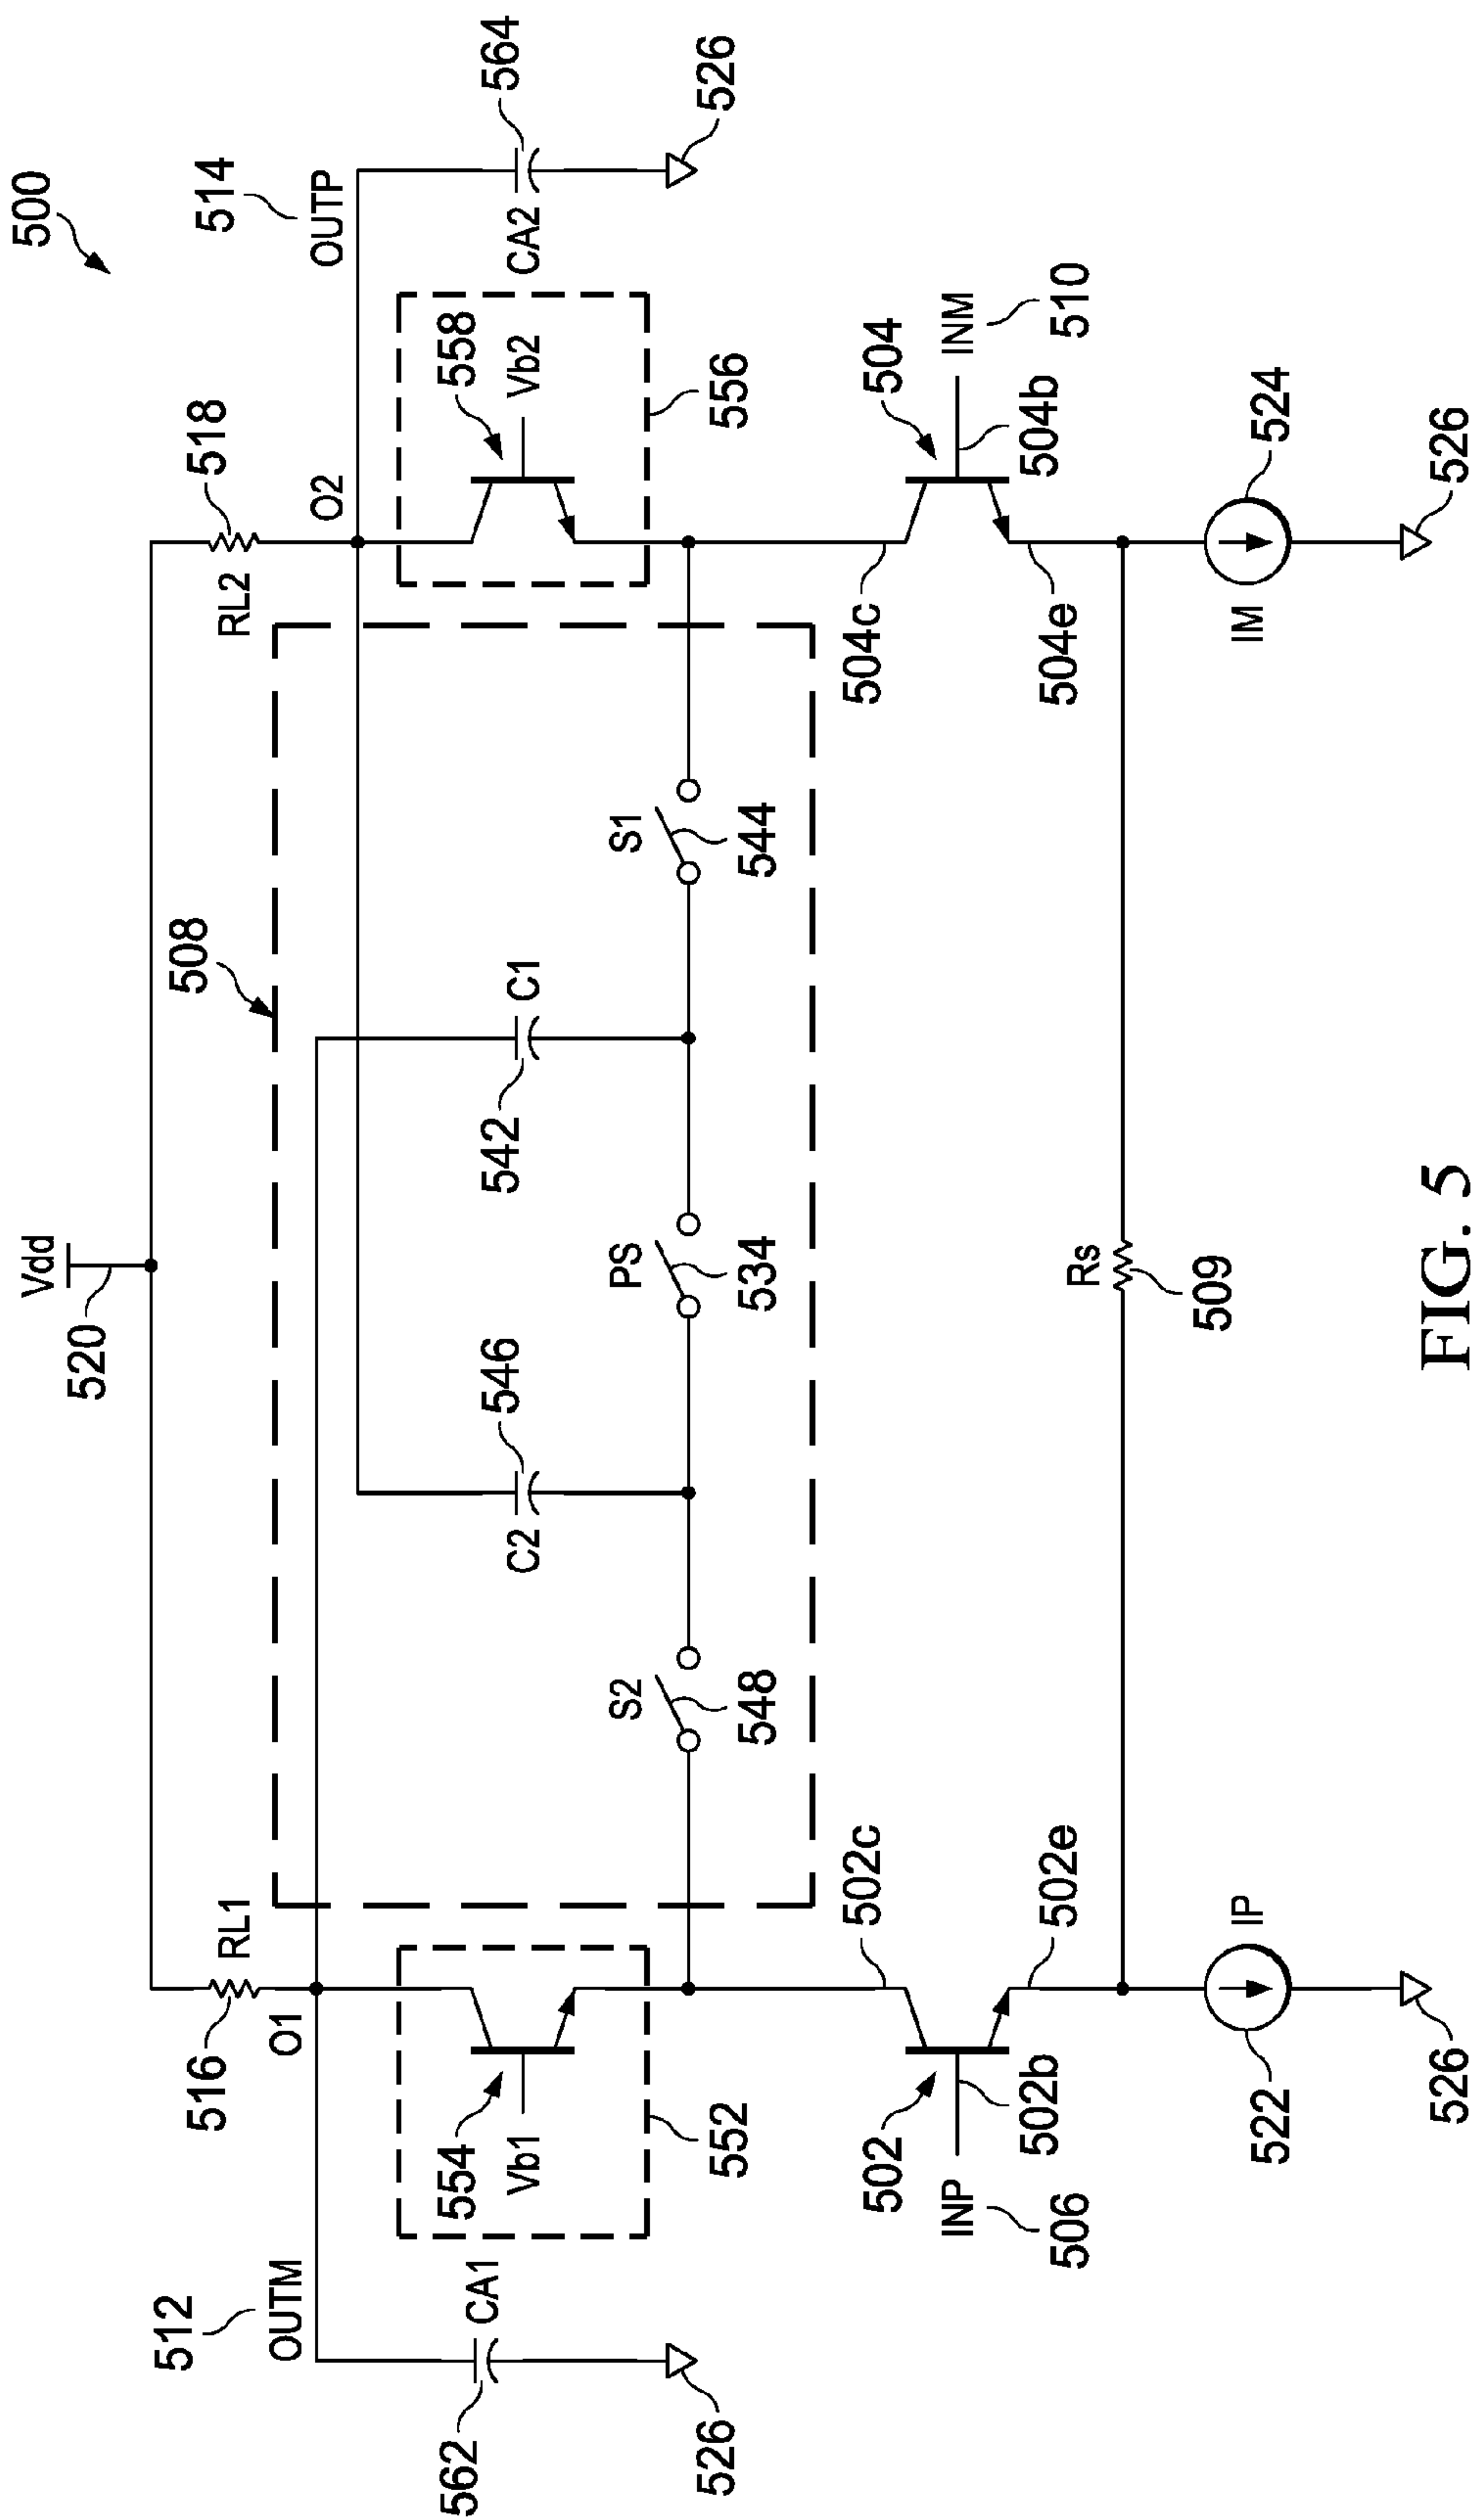 500
Vdd
520
516
RL1
RL2
518
512
OUTM
O1
508
O2
OUTP
514
562
CA1
554
Vb1
552
C2
546
542
C1
558
Vb2
556
CA2
564
526
526
S2
548
PS
534
S1
544
502
502c
504c
504
INP
506
502b
502e
Rs
509
504e
504b
INM
510
522
IP
IM
524
526
526
FIG. 5